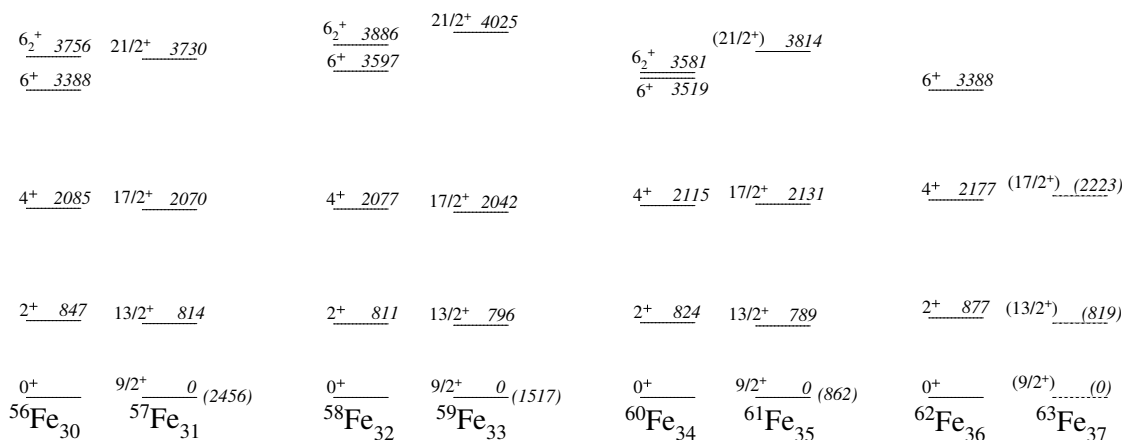 21/2⁺ 4025
6₂⁺ 3886
6₂⁺ 3756
21/2⁺ 3730
(21/2⁺) 3814
6⁺ 3597
6₂⁺ 3581
6⁺ 3388
6⁺ 3519
6⁺ 3388
4⁺ 2085
17/2⁺ 2070
4⁺ 2077
17/2⁺ 2042
4⁺ 2115
17/2⁺ 2131
4⁺ 2177
(17/2⁺) (2223)
2⁺ 847
13/2⁺ 814
2⁺ 811
13/2⁺ 796
2⁺ 824
13/2⁺ 789
2⁺ 877
(13/2⁺) (819)
0⁺
9/2⁺ 0 (2456)
0⁺
9/2⁺ 0 (1517)
0⁺
9/2⁺ 0 (862)
0⁺
(9/2⁺) (0)
⁵⁶Fe₃₀
⁵⁷Fe₃₁
⁵⁸Fe₃₂
⁵⁹Fe₃₃
⁶⁰Fe₃₄
⁶¹Fe₃₅
⁶²Fe₃₆
⁶³Fe₃₇